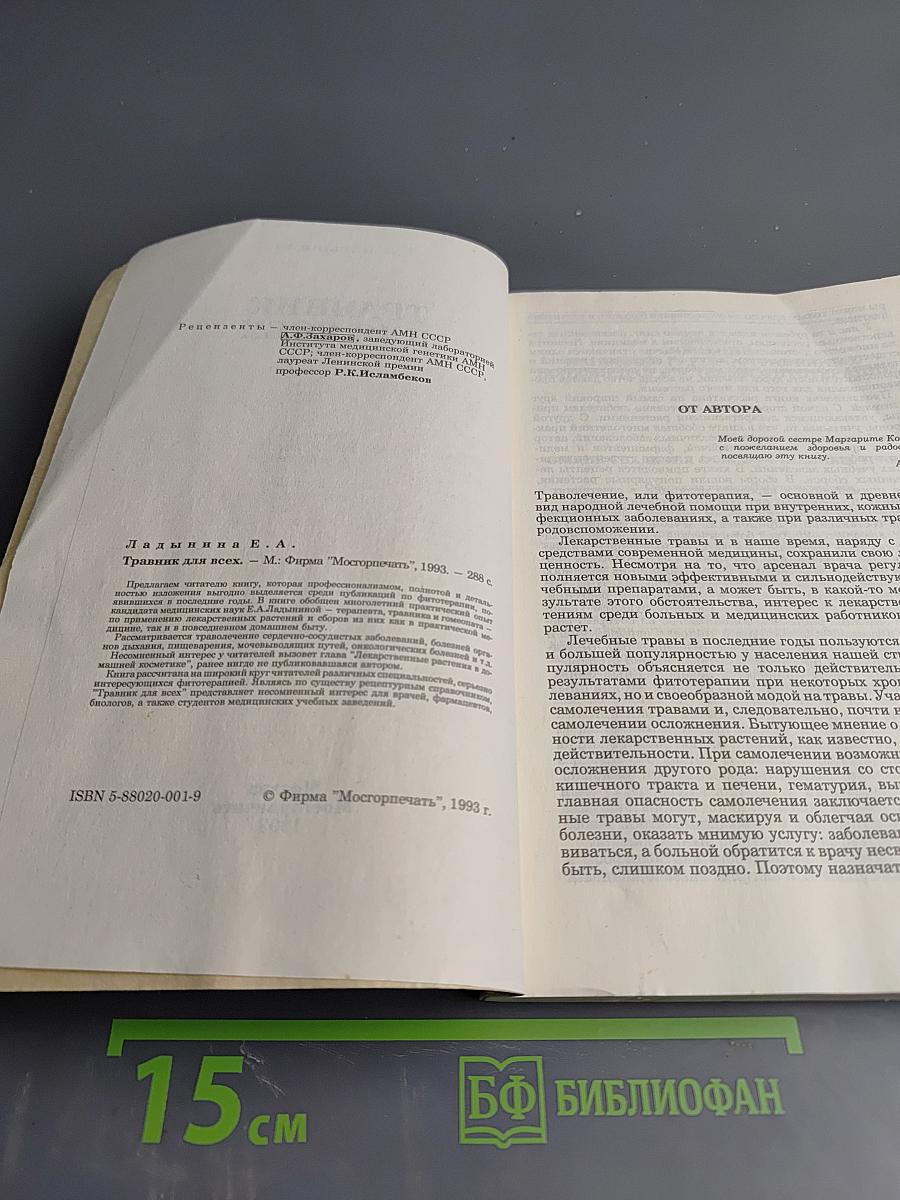 Рецензенты — член-корреспондент АМН СССР
А.Ф.Захаров, заведующий лабораторией
Института медицинской генетики АМН
СССР; член-корреспондент АМН СССР,
лауреат Ленинской премии
профессор Р.К.Исламбеков
Ладынина Е.А.
Травник для всех. — М.: Фирма "Мосгорпечать", 1993. — 288 с.
Предлагаем читателю книгу, которая профессионализмом, полнотой и деталь-
ностью изложения выгодно выделяется среди публикаций по фитотерапии, по-
явившихся в последние годы. В книге обобщен многолетний практический опыт
кандидата медицинских наук Е.А.Ладыниной — терапевта, травника и гомеопата —
по применению лекарственных растений и сборов из них как в практической ме-
дицине, так и в повседневном домашнем быту.
Рассматривается траволечение сердечно-сосудистых заболеваний, болезней орга-
нов дыхания, пищеварения, мочевыводящих путей, онкологических болезней и т.д.
Несомненный интерес у читателей вызовет глава "Лекарственные растения в до-
машней косметике", ранее нигде не публиковавшаяся автором.
Книга рассчитана на широкий круг читателей различных специальностей, серьезно
интересующихся фитотерапией. Являясь по существу рецептурным справочником,
"Травник для всех" представляет несомненный интерес для врачей, фармацевтов,
биологов, а также студентов медицинских учебных заведений.
ISBN 5-88020-001-9
© Фирма "Мосгорпечать", 1993 г.
ОТ АВТОРА
Моей дорогой сестре Маргарите Ко
с пожеланием здоровья и радос
посвящаю эту книгу.
Траволечение, или фитотерапия, — основной и древне
вид народной лечебной помощи при внутренних, кожны
фекционных заболеваниях, а также при различных тра
родовспоможении.
Лекарственные травы и в наше время, наряду с
средствами современной медицины, сохранили свою
ценность. Несмотря на то, что арсенал врача регул
полняется новыми эффективными и сильнодействую
чебными препаратами, а может быть, в какой-то ме
зультате этого обстоятельства, интерес к лекарстве
тениям среди больных и медицинских работников
растет.
Лечебные травы в последние годы пользуются
и большей популярностью у населения нашей стр
пулярность объясняется не только действитель
результатами фитотерапии при некоторых хрон
леваниях, но и своеобразной модой на травы. Уча
самолечения травами и, следовательно, почти н
самолечении осложнения. Бытующее мнение о
ности лекарственных растений, как известно,
действительности. При самолечении возможн
осложнения другого рода: нарушения со сто
кишечного тракта и печени, гематурия, вы
главная опасность самолечения заключаетс
ные травы могут, маскируя и облегчая осн
болезни, оказать мнимую услугу: заболева
виваться, а больной обратится к врачу несв
быть, слишком поздно. Поэтому назначат
15 см
БФ БИБЛИОФАН